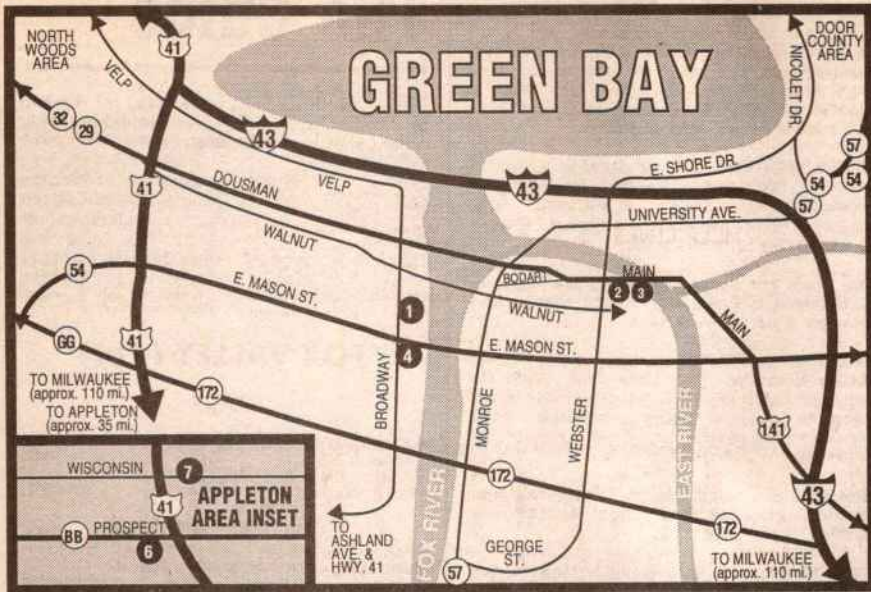 NORTH
WOODS
AREA
VELP
41
GREEN BAY
DOOR
COUNTY
AREA
NICOLET DR.
32
29
43
57
54
54
57
41
DOUSMAN
VELP
43
E. SHORE DR.
UNIVERSITY AVE.
WALNUT
BODART
MAIN
2
3
54
E. MASON ST.
1
WALNUT
MAIN
GG
41
4
E. MASON ST.
TO MILWAUKEE
(approx. 110 mi.)
TO APPLETON
(approx. 35 mi.)
172
BROADWAY
MONROE
WEBSTER
141
FOX RIVER
EAST RIVER
WISCONSIN
7
41
APPLETON
AREA INSET
BB
PROSPECT
6
172
43
172
TO
ASHLAND
AVE. &
HWY. 41
57
GEORGE
ST.
TO MILWAUKEE
(approx. 110 mi.)